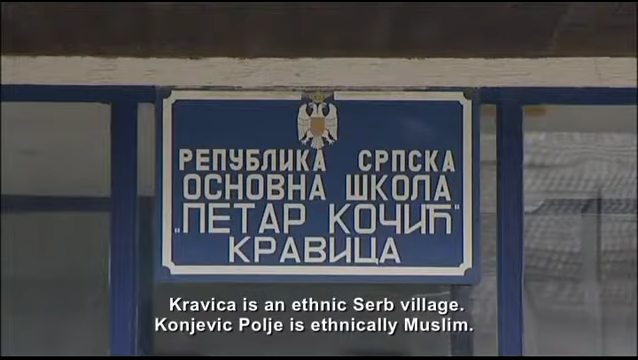 РЕПУБЛИКА СРПСКА
ОСНОВНА ШКОЛА
„ПЕТАР КОЧИЋ"
КРАВИЦА
Kravica is an ethnic Serb village.
Konjevic Polje is ethnically Muslim.